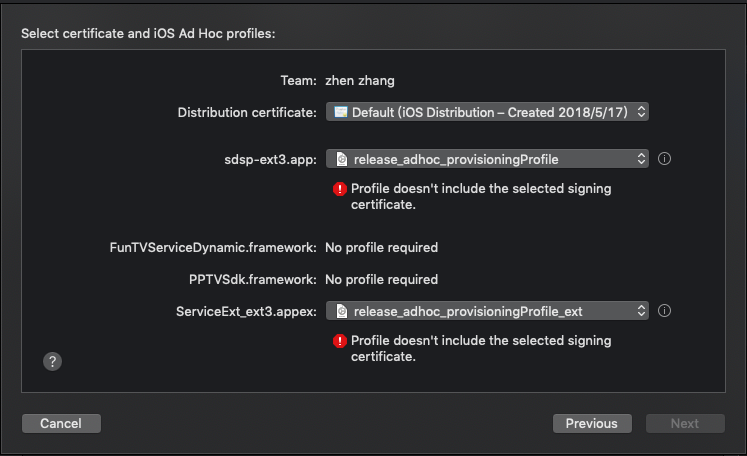 Select certificate and iOS Ad Hoc profiles:
Team: zhen zhang
Distribution certificate: Default (iOS Distribution – Created 2018/5/17)
sdsp-ext3.app: release_adhoc_provisioningProfile
Profile doesn't include the selected signing
certificate.
FunTVServiceDynamic.framework: No profile required
PPTVSdk.framework: No profile required
ServiceExt_ext3.appex: release_adhoc_provisioningProfile_ext
Profile doesn't include the selected signing
certificate.
?
Cancel Previous Next